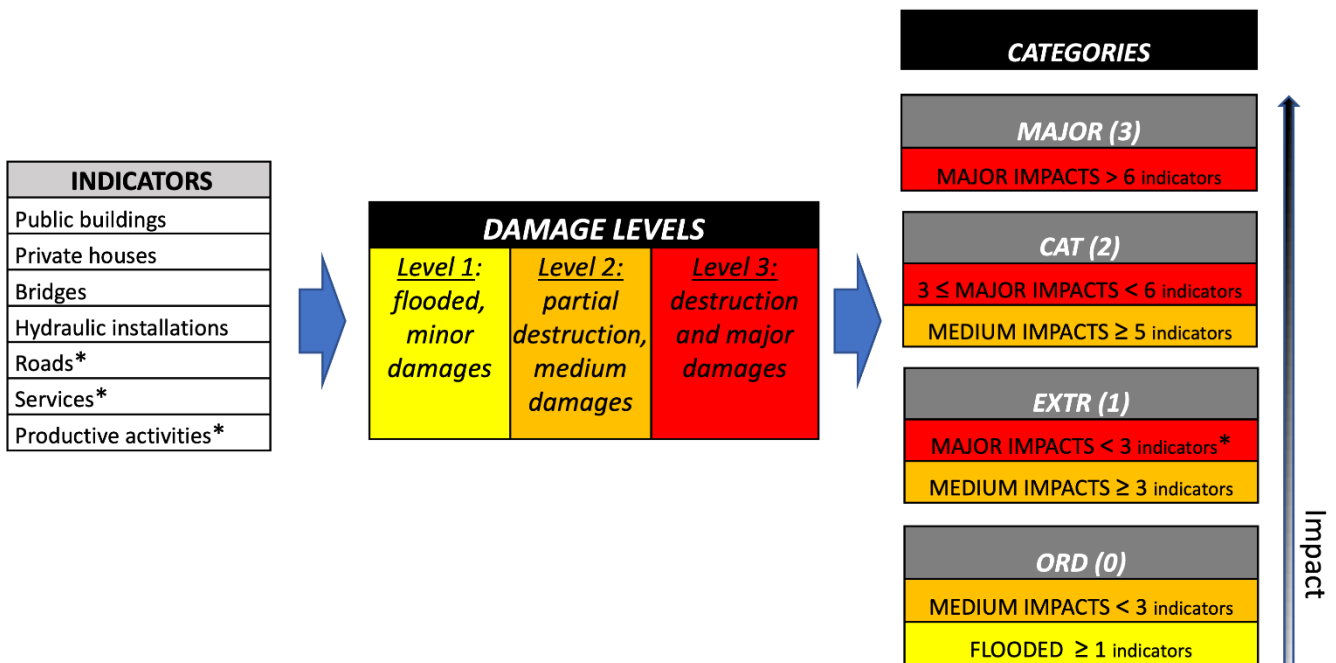 INDICATORS
Public buildings
Private houses
Bridges
Hydraulic installations
Roads*
Services*
Productive activities*
DAMAGE LEVELS
Level 1:
flooded,
minor
damages
Level 2:
partial
destruction,
medium
damages
Level 3:
destruction
and major
damages
CATEGORIES
MAJOR (3)
MAJOR IMPACTS > 6 indicators
CAT (2)
3 ≤ MAJOR IMPACTS < 6 indicators
MEDIUM IMPACTS ≥ 5 indicators
EXTR (1)
MAJOR IMPACTS < 3 indicators*
MEDIUM IMPACTS ≥ 3 indicators
ORD (0)
MEDIUM IMPACTS < 3 indicators
FLOODED ≥ 1 indicators
Impact